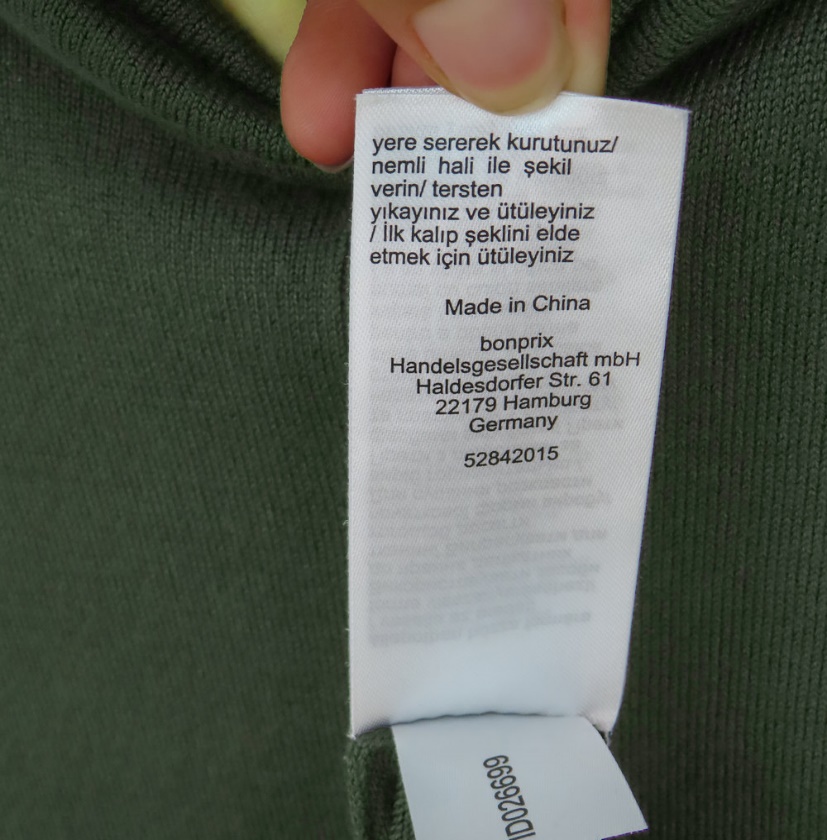 yere sererek kurutunuz/
nemli hali ile şekil
verin/ tersten
yıkayınız ve ütüleyiniz
/ İlk kalıp şeklini elde
etmek için ütüleyiniz
Made in China
bonprix
Handelsgesellschaft mbH
Haldesdorfer Str. 61
22179 Hamburg
Germany
52842015
ID026699